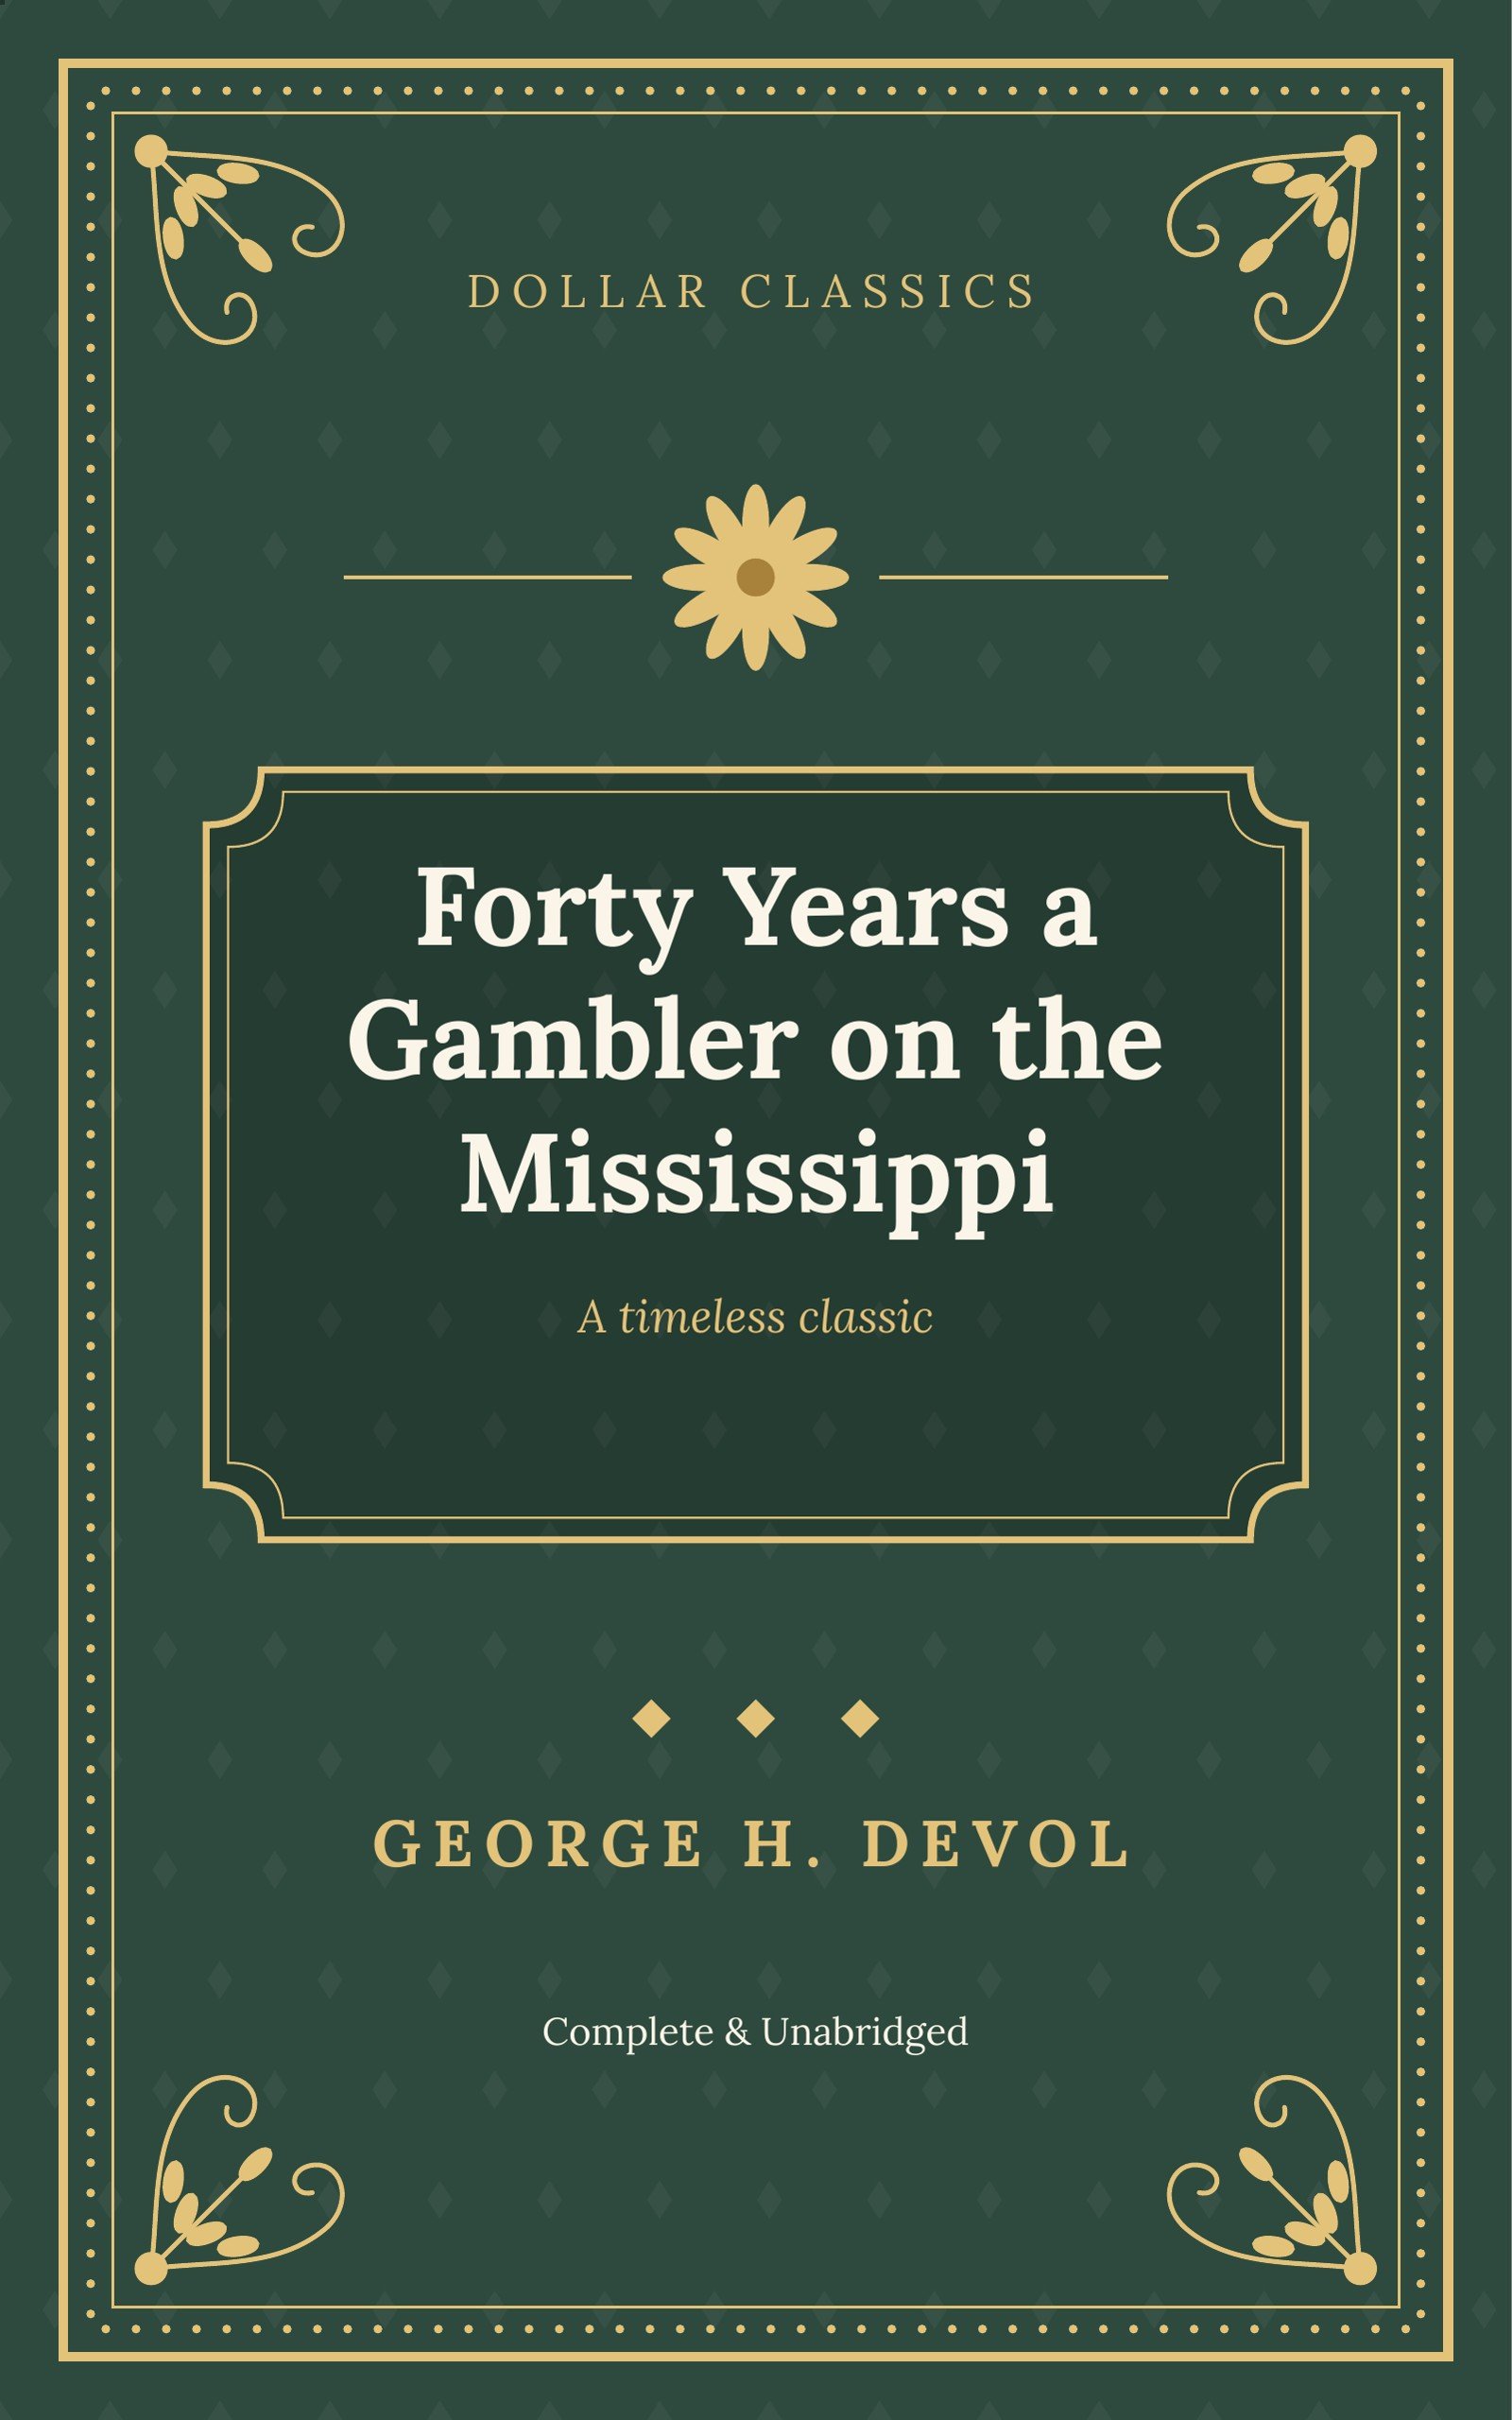 DOLLAR CLASSICS
Forty Years a
Gambler on the
Mississippi
A timeless classic
GEORGE H. DEVOL
Complete & Unabridged